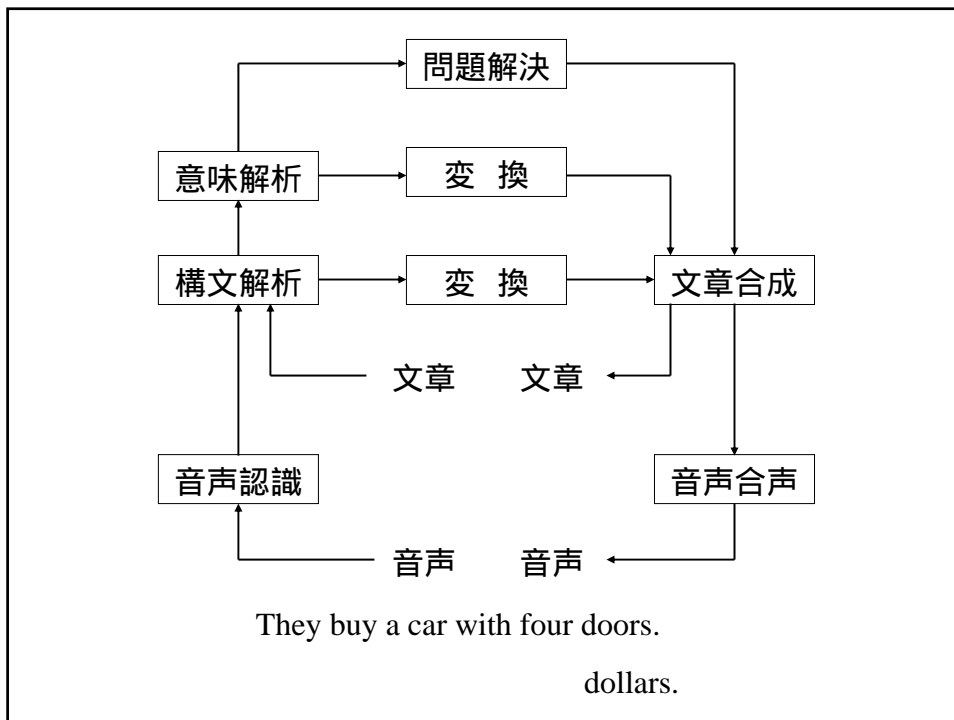 問題解決
意味解析
変 換
構文解析
変 換
文章合成
文章
文章
音声認識
音声合声
音声
音声
They buy a car with four doors.
dollars.